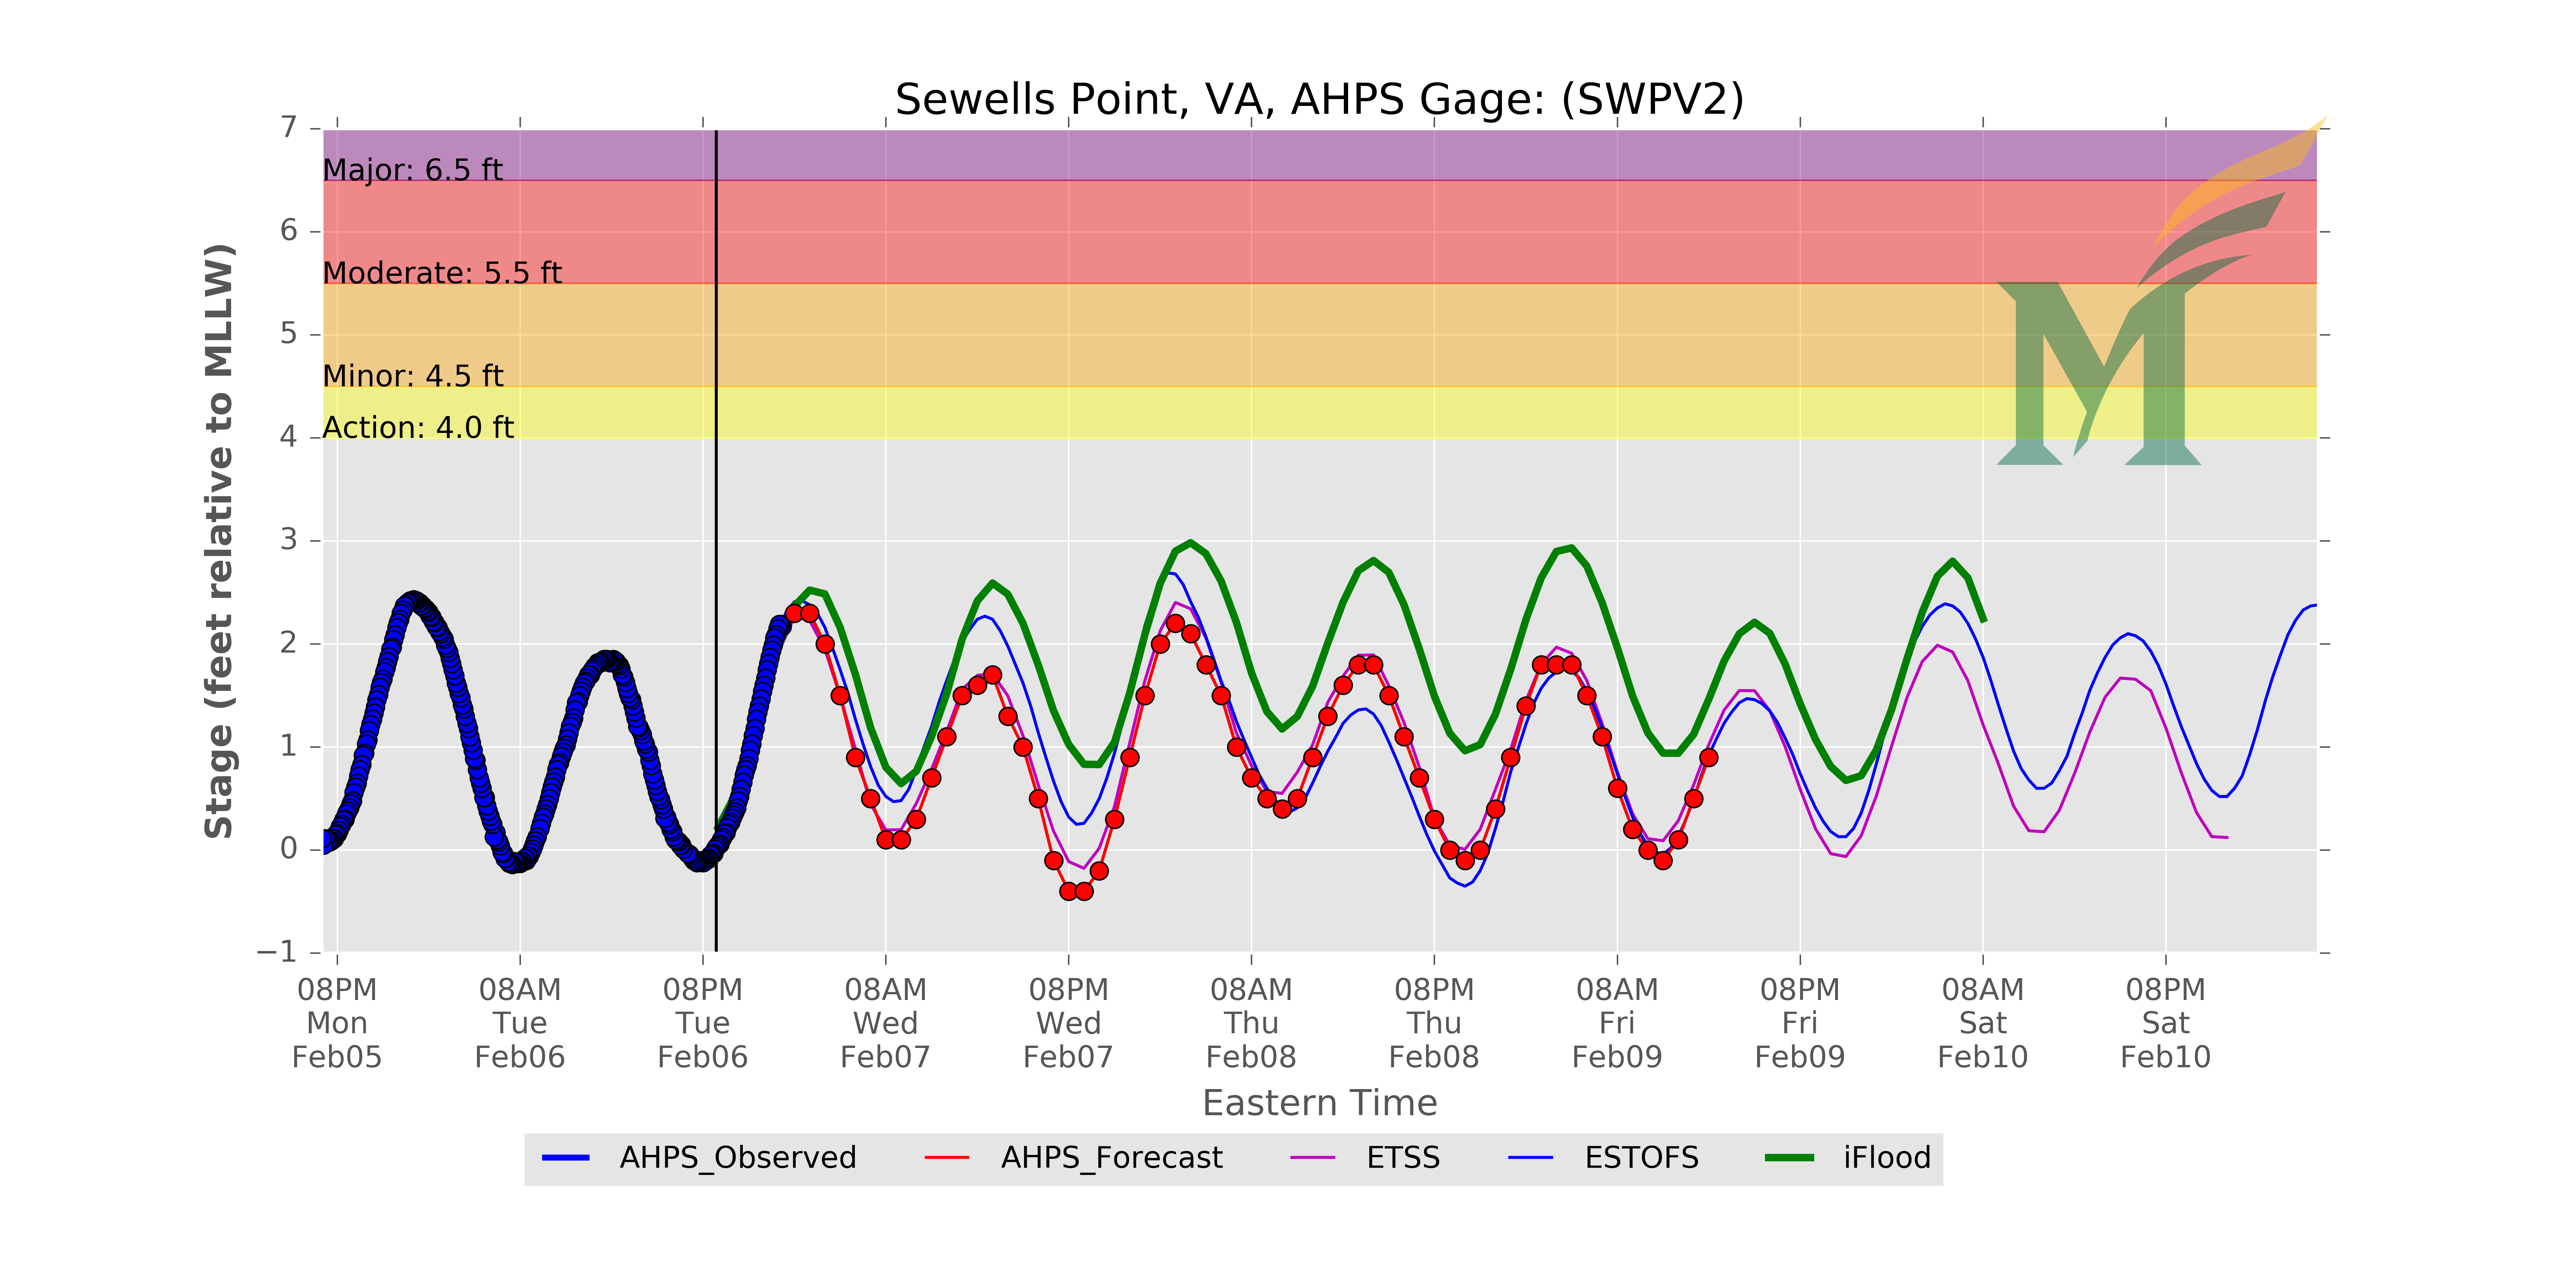 Sewells Point, VA, AHPS Gage: (SWPV2)
Stage (feet relative to MLLW)
7
6
5
4
3
2
1
0
−1
Major: 6.5 ft
Moderate: 5.5 ft
Minor: 4.5 ft
Action: 4.0 ft
08PM Mon Feb05
08AM Tue Feb06
08PM Tue Feb06
08AM Wed Feb07
08PM Wed Feb07
08AM Thu Feb08
08PM Thu Feb08
08AM Fri Feb09
08PM Fri Feb09
08AM Sat Feb10
08PM Sat Feb10
Eastern Time
AHPS_Observed AHPS_Forecast ETSS ESTOFS iFlood